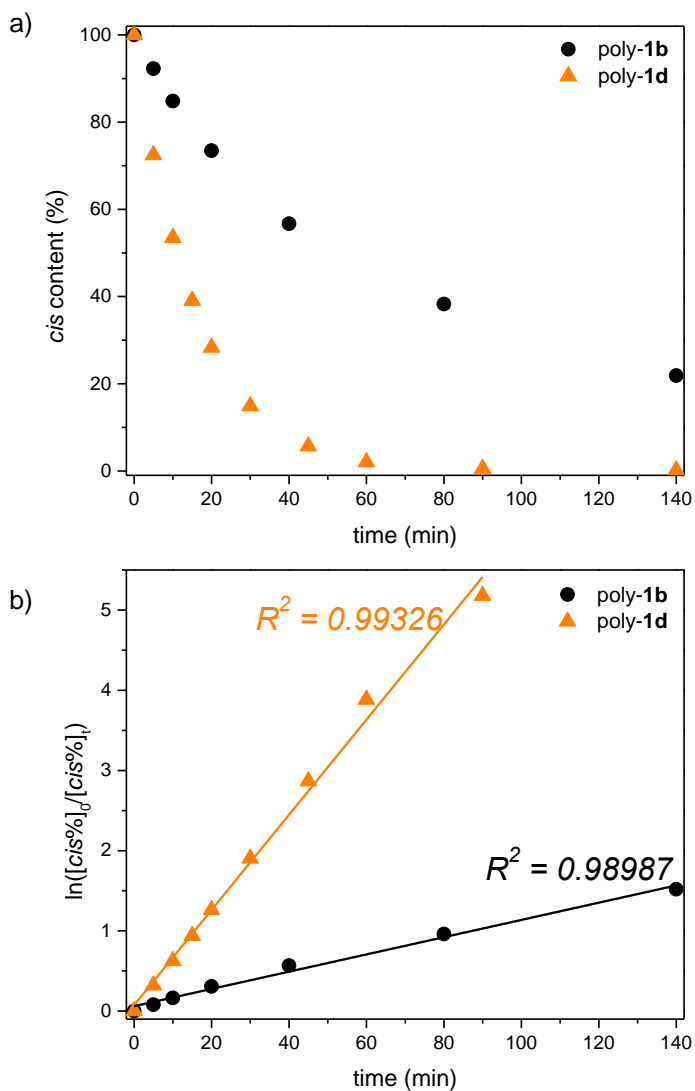 a)
100
80
60
40
20
0
cis content (%)
poly-1b
poly-1d
0 20 40 60 80 100 120 140
time (min)
b)
5
4
3
2
1
0
ln([cis%]₀/[cis%]ₜ)
R² = 0.99326
poly-1b
poly-1d
R² = 0.98987
0 20 40 60 80 100 120 140
time (min)